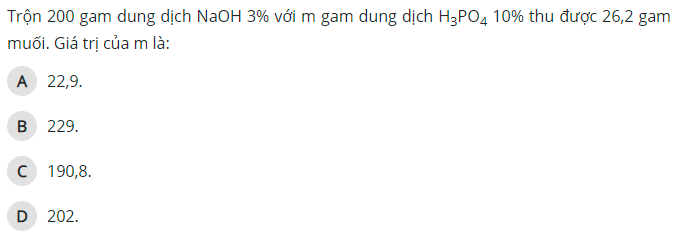 Trộn 200 gam dung dịch NaOH 3% với m gam dung dịch H₃PO₄ 10% thu được 26,2 gam
muối. Giá trị của m là:
A 22,9.
B 229.
C 190,8.
D 202.